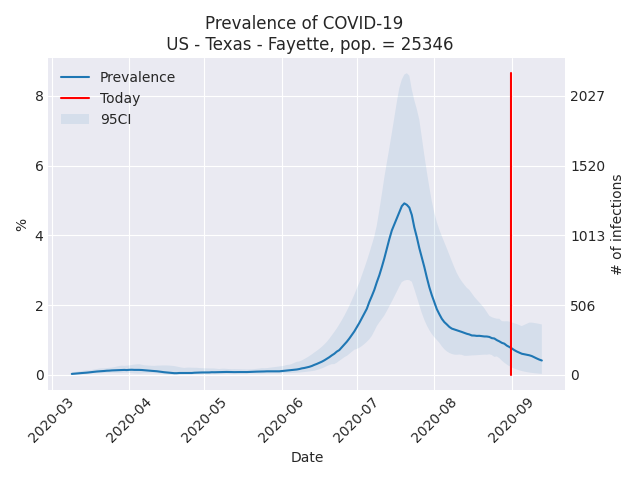 Prevalence of COVID-19
US - Texas - Fayette, pop. = 25346
Prevalence
Today
95CI
8
6
4
2
0
%
2027
1520
1013
506
0
# of infections
2020-03
2020-04
2020-05
2020-06
2020-07
2020-08
2020-09
Date